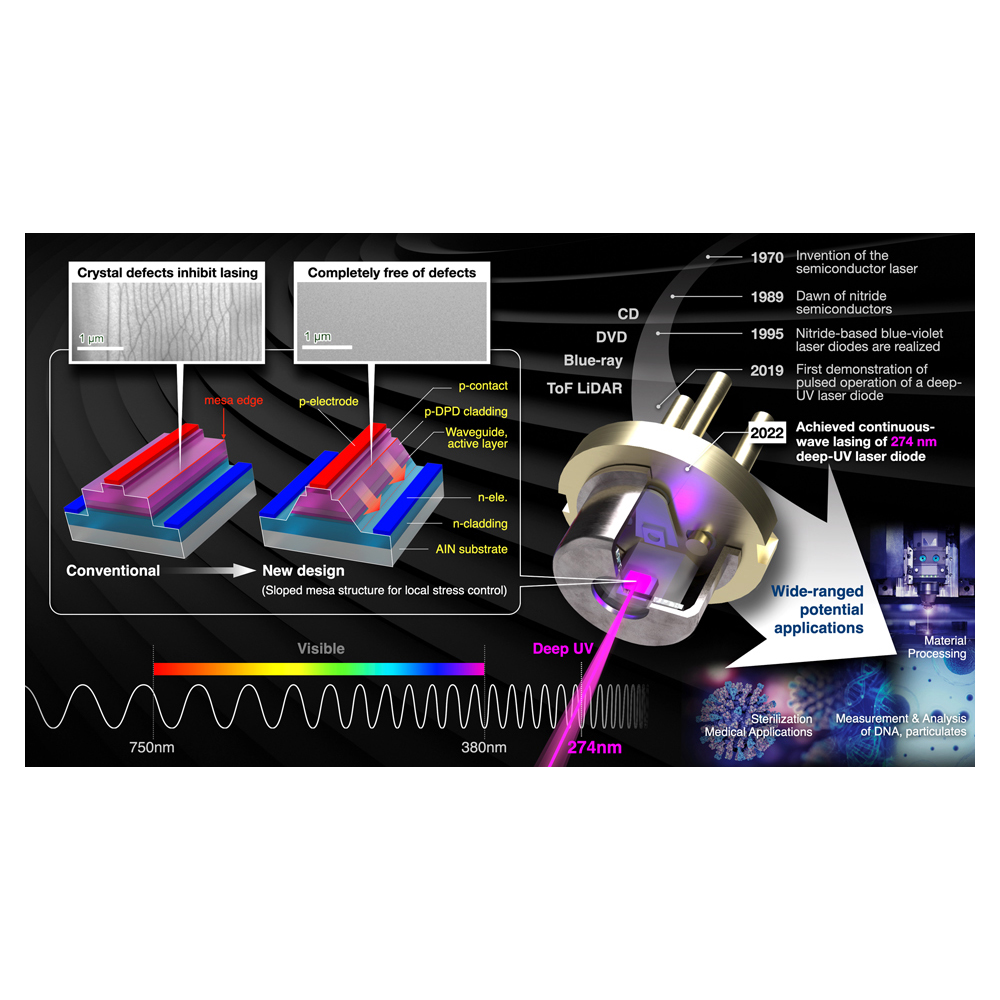 Crystal defects inhibit lasing
1 μm
Completely free of defects
1 μm
mesa edge
p-electrode
p-contact
p-DPD cladding
Waveguide,
active layer
n-ele.
n-cladding
AlN substrate
Conventional
New design
(Sloped mesa structure for local stress control)
CD
DVD
Blue-ray
ToF LiDAR
1970 Invention of the
semiconductor laser
1989 Dawn of nitride
semiconductors
1995 Nitride-based blue-violet
laser diodes are realized
2019 First demonstration of
pulsed operation of a deep-
UV laser diode
2022 Achieved continuous-
wave lasing of 274 nm
deep-UV laser diode
Wide-ranged
potential
applications
Material
Processing
Sterilization
Medical Applications
Measurement & Analysis
of DNA, particulates
Visible
Deep UV
750nm
380nm
274nm